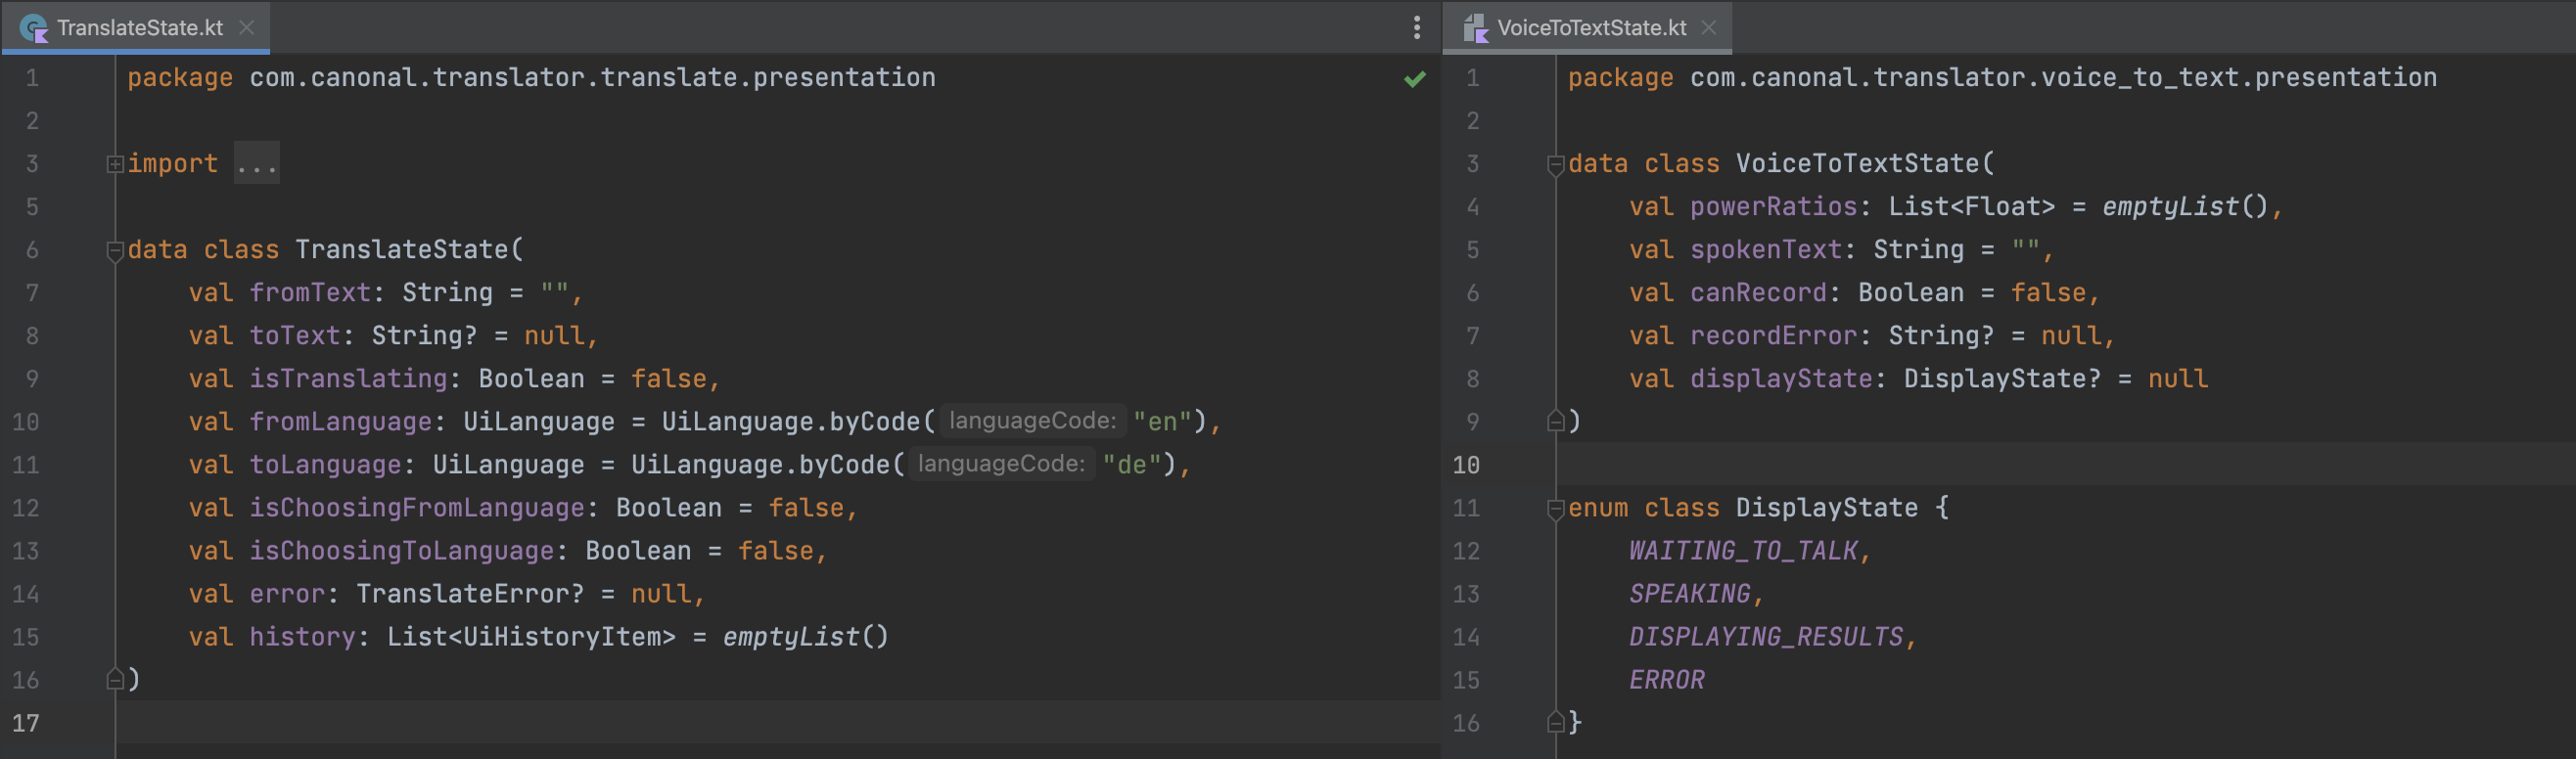 TranslateState.kt
1 package com.canonal.translator.translate.presentation
2
3 import ...
5
6 data class TranslateState(
7 val fromText: String = "",
8 val toText: String? = null,
9 val isTranslating: Boolean = false,
10 val fromLanguage: UiLanguage = UiLanguage.byCode( languageCode: "en"),
11 val toLanguage: UiLanguage = UiLanguage.byCode( languageCode: "de"),
12 val isChoosingFromLanguage: Boolean = false,
13 val isChoosingToLanguage: Boolean = false,
14 val error: TranslateError? = null,
15 val history: List<UiHistoryItem> = emptyList()
16 )
17
VoiceToTextState.kt
1 package com.canonal.translator.voice_to_text.presentation
2
3 data class VoiceToTextState(
4 val powerRatios: List<Float> = emptyList(),
5 val spokenText: String = "",
6 val canRecord: Boolean = false,
7 val recordError: String? = null,
8 val displayState: DisplayState? = null
9 )
10
11 enum class DisplayState {
12 WAITING_TO_TALK,
13 SPEAKING,
14 DISPLAYING_RESULTS,
15 ERROR
16 }